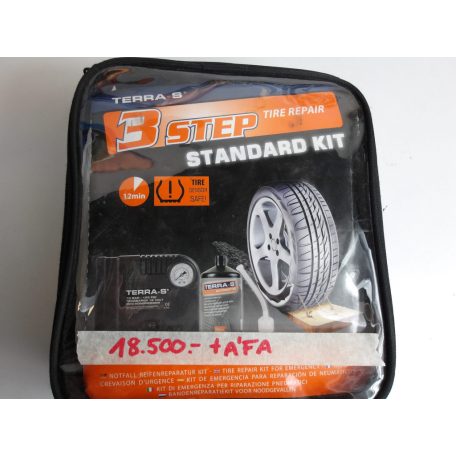 TERRA-S®
3 STEP TIRE REPAIR
STANDARD KIT
12min
TIRE
SENSOR
SAFE!
TERRA-S®
TERRA-S®
18.500.- + ÁFA
NOTFALL REIFENREPARATUR KIT - TIRE REPAIR KIT FOR EMERGENCY
CREVAISON D'URGENCE - KIT DE EMERGENCIA PARA REPARACIÓN DE NEUMÁTICOS
KIT DI EMERGENZA PER RIPARAZIONE PNEUMATICI
BANDENREPARATIEKIT VOOR NOODGEVALLEN